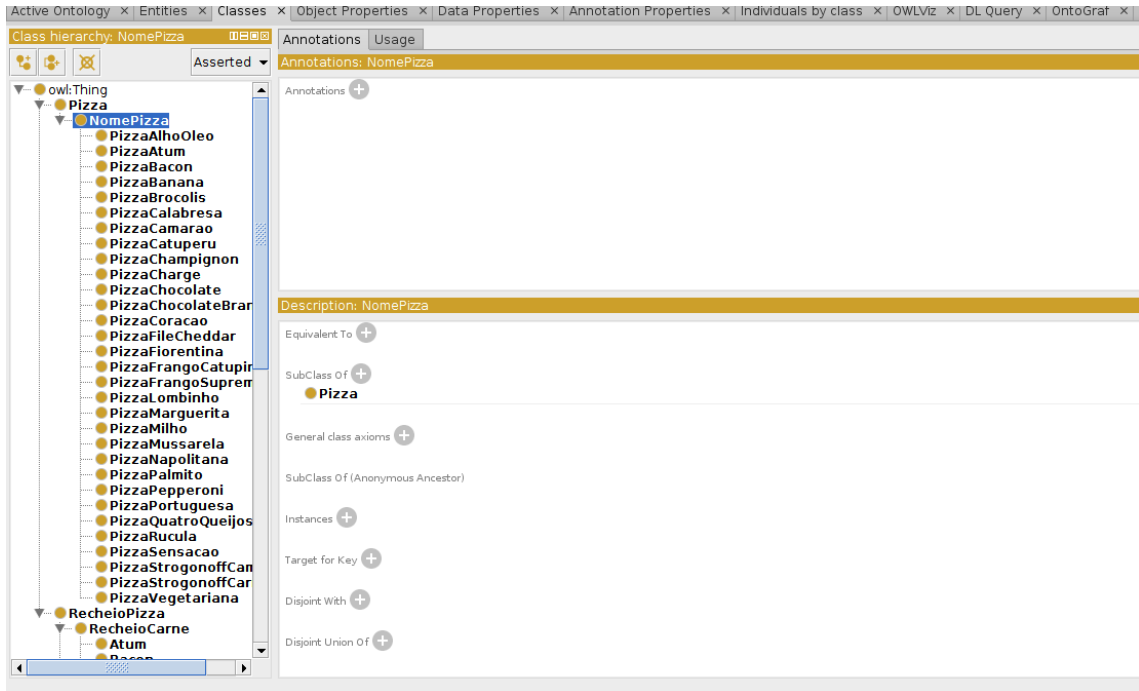 Active Ontology × Entities × Classes × Object Properties × Data Properties × Annotation Properties × Individuals by class × OWLViz × DL Query × OntoGraf ×
Class hierarchy: NomePizza
Asserted
owl:Thing
Pizza
NomePizza
PizzaAlhoOleo
PizzaAtum
PizzaBacon
PizzaBanana
PizzaBrocolis
PizzaCalabresa
PizzaCamarao
PizzaCatuperu
PizzaChampignon
PizzaCharge
PizzaChocolate
PizzaChocolateBran
PizzaCoracao
PizzaFileCheddar
PizzaFiorentina
PizzaFrangoCatupir
PizzaFrangoSuprem
PizzaLombinho
PizzaMarguerita
PizzaMilho
PizzaMussarela
PizzaNapolitana
PizzaPalmito
PizzaPepperoni
PizzaPortuguesa
PizzaQuatroQueijos
PizzaRucula
PizzaSensacao
PizzaStrogonoffCam
PizzaStrogonoffCar
PizzaVegetariana
RecheioPizza
RecheioCarne
Atum
Bacon
Annotations Usage
Annotations: NomePizza
Annotations
Description: NomePizza
Equivalent To
SubClass Of
Pizza
General class axioms
SubClass Of (Anonymous Ancestor)
Instances
Target for Key
Disjoint With
Disjoint Union Of